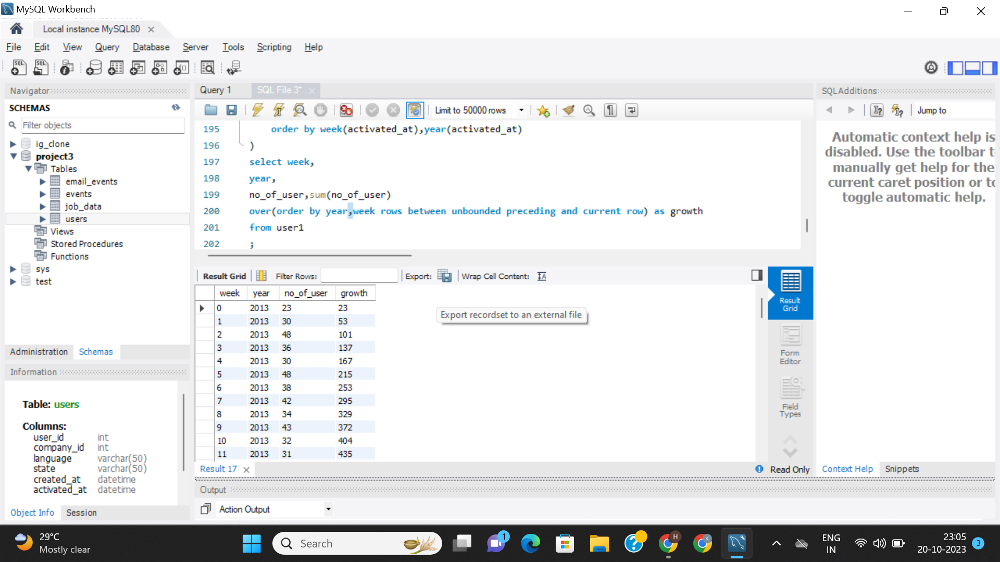 MySQL Workbench
Local instance MySQL80
File Edit View Query Database Server Tools Scripting Help
Navigator
SCHEMAS
Filter objects
ig_clone
project3
Tables
email_events
events
job_data
users
Views
Stored Procedures
Functions
sys
test
Administration Schemas
Information
Table: users
Columns:
user_id int
company_id int
language varchar(50)
state varchar(50)
created_at datetime
activated_at datetime
Object Info Session
Query 1 SQL File 3*
Limit to 50000 rows
195 order by week(activated_at),year(activated_at)
196 )
197 select week,
198 year,
199 no_of_user,sum(no_of_user)
200 over(order by year,week rows between unbounded preceding and current row) as growth
201 from user1
202 ;
Result Grid Filter Rows: Export: Wrap Cell Content:
week year no_of_user growth
0 2013 23 23
1 2013 30 53
2 2013 48 101
3 2013 36 137
4 2013 30 167
5 2013 48 215
6 2013 38 253
7 2013 42 295
8 2013 34 329
9 2013 43 372
10 2013 32 404
11 2013 31 435
Export recordset to an external file
Result Grid
Form Editor
Field Types
Result 17 Read Only
Output
Action Output
SQLAdditions
Jump to
Automatic context help is
disabled. Use the toolbar t
manually get help for the
current caret position or to
toggle automatic help.
Context Help Snippets
29°C
Mostly clear
Search
1
H
K
ENG
IN
23:05
20-10-2023
3